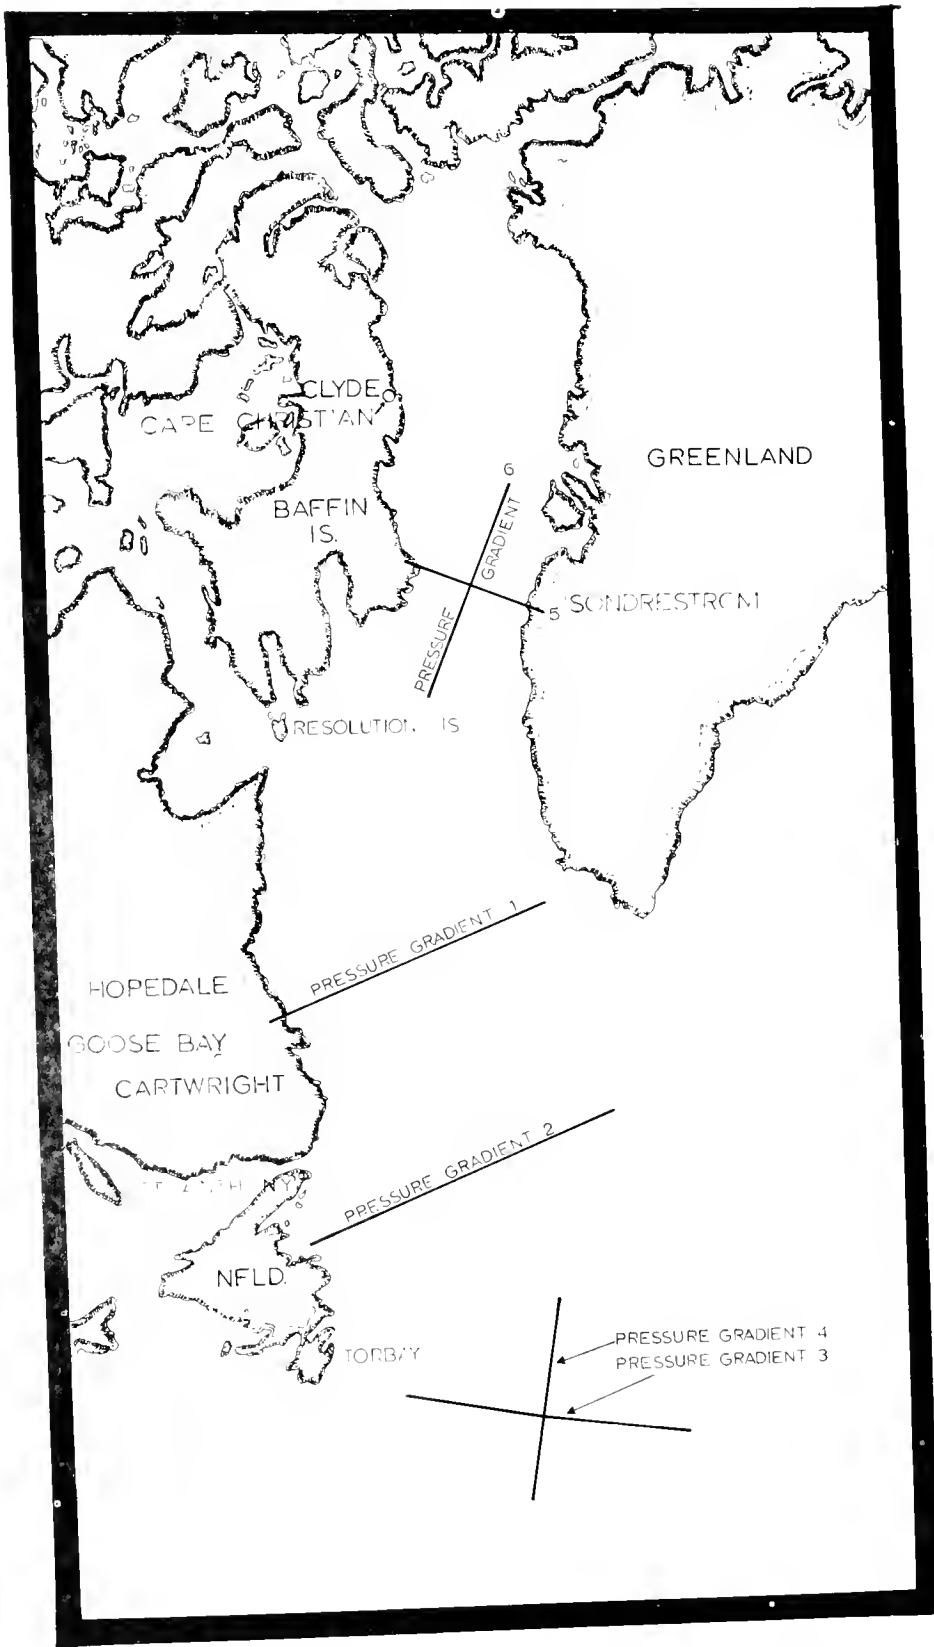 CLYDE
CAPE CHRISTIAN
GREENLAND
BAFFIN
IS.
PRESSURE GRADIENT 6
5 SONDRESTROM
RESOLUTION IS
PRESSURE GRADIENT 1
HOPEDALE
GOOSE BAY
CARTWRIGHT
PRESSURE GRADIENT 2
NFLD.
TORBAY
PRESSURE GRADIENT 4
PRESSURE GRADIENT 3